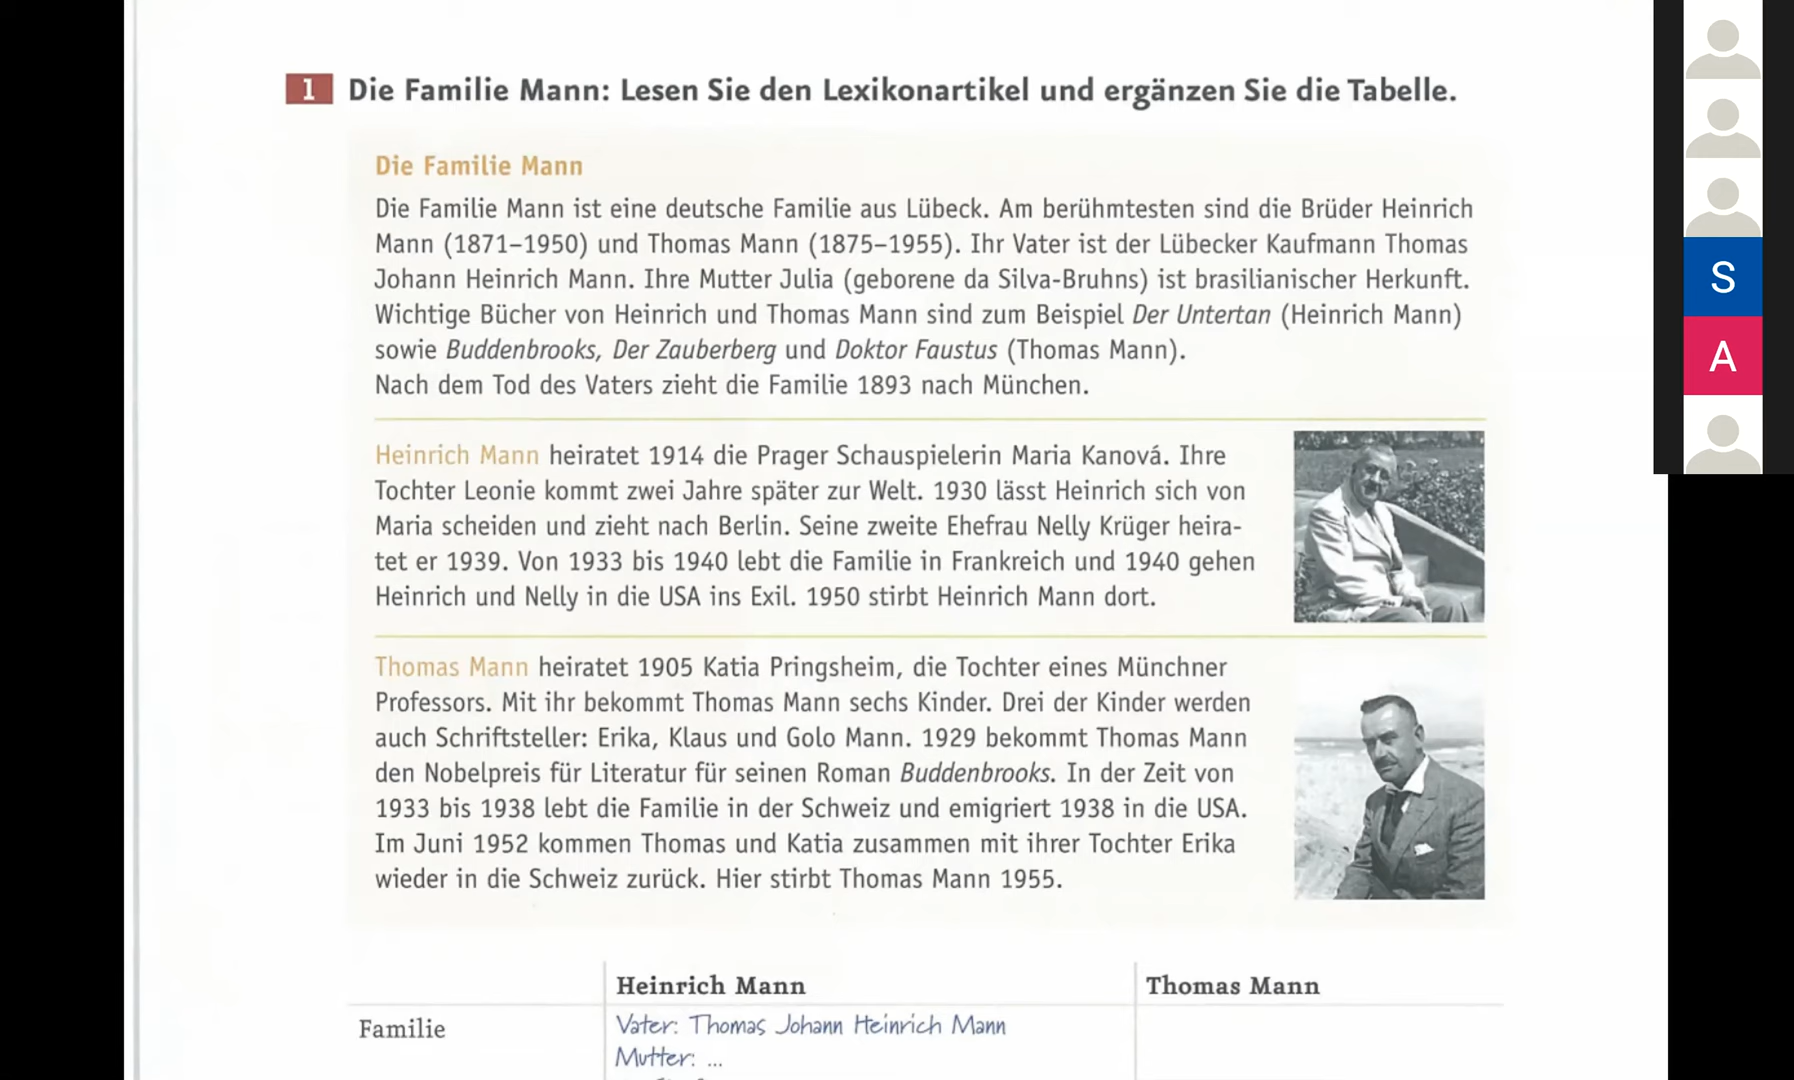 1 Die Familie Mann: Lesen Sie den Lexikonartikel und ergänzen Sie die Tabelle.
Die Familie Mann
Die Familie Mann ist eine deutsche Familie aus Lübeck. Am berühmtesten sind die Brüder Heinrich
Mann (1871–1950) und Thomas Mann (1875–1955). Ihr Vater ist der Lübecker Kaufmann Thomas
Johann Heinrich Mann. Ihre Mutter Julia (geborene da Silva-Bruhns) ist brasilianischer Herkunft.
Wichtige Bücher von Heinrich und Thomas Mann sind zum Beispiel Der Untertan (Heinrich Mann)
sowie Buddenbrooks, Der Zauberberg und Doktor Faustus (Thomas Mann).
Nach dem Tod des Vaters zieht die Familie 1893 nach München.
Heinrich Mann heiratet 1914 die Prager Schauspielerin Maria Kanová. Ihre
Tochter Leonie kommt zwei Jahre später zur Welt. 1930 lässt Heinrich sich von
Maria scheiden und zieht nach Berlin. Seine zweite Ehefrau Nelly Krüger heira-
tet er 1939. Von 1933 bis 1940 lebt die Familie in Frankreich und 1940 gehen
Heinrich und Nelly in die USA ins Exil. 1950 stirbt Heinrich Mann dort.
Thomas Mann heiratet 1905 Katia Pringsheim, die Tochter eines Münchner
Professors. Mit ihr bekommt Thomas Mann sechs Kinder. Drei der Kinder werden
auch Schriftsteller: Erika, Klaus und Golo Mann. 1929 bekommt Thomas Mann
den Nobelpreis für Literatur für seinen Roman Buddenbrooks. In der Zeit von
1933 bis 1938 lebt die Familie in der Schweiz und emigriert 1938 in die USA.
Im Juni 1952 kommen Thomas und Katia zusammen mit ihrer Tochter Erika
wieder in die Schweiz zurück. Hier stirbt Thomas Mann 1955.
Heinrich Mann
Thomas Mann
Familie
Vater: Thomas Johann Heinrich Mann
Mutter: ...
S
A